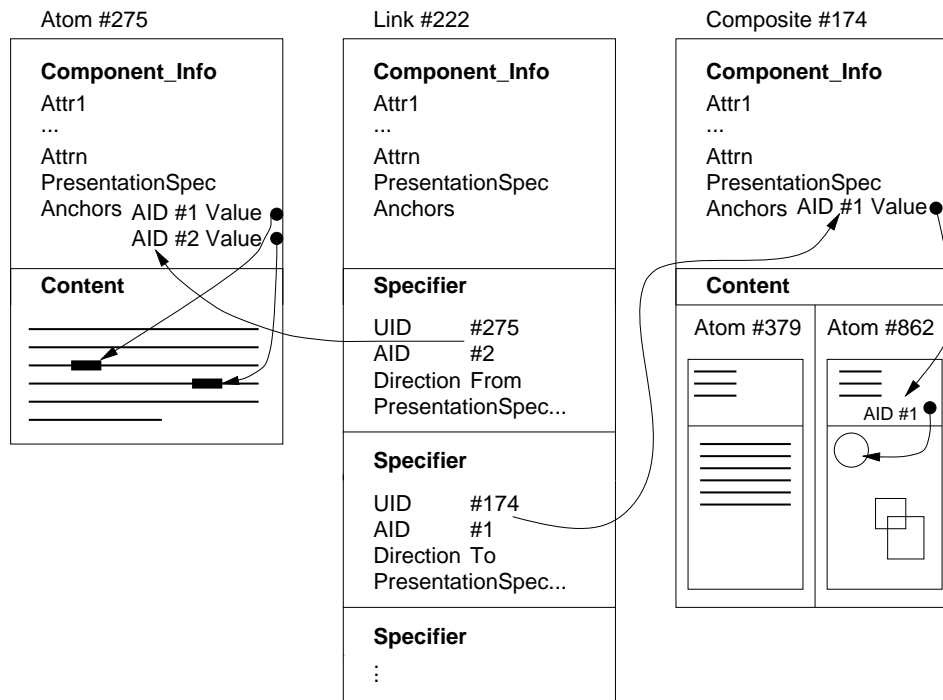 Atom #275
Component_Info
Attr1
...
Attrn
PresentationSpec
Anchors AID #1 Value
AID #2 Value
Content
Link #222
Component_Info
Attr1
...
Attrn
PresentationSpec
Anchors
Specifier
UID #275
AID #2
Direction From
PresentationSpec...
Specifier
UID #174
AID #1
Direction To
PresentationSpec...
Specifier
...
Composite #174
Component_Info
Attr1
...
Attrn
PresentationSpec
Anchors AID #1 Value
Content
Atom #379
Atom #862
AID #1